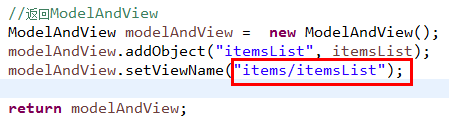 //返回ModelAndView
ModelAndView modelAndView =  new ModelAndView();
modelAndView.addObject("itemsList", itemsList);
modelAndView.setViewName("items/itemsList");
return modelAndView;